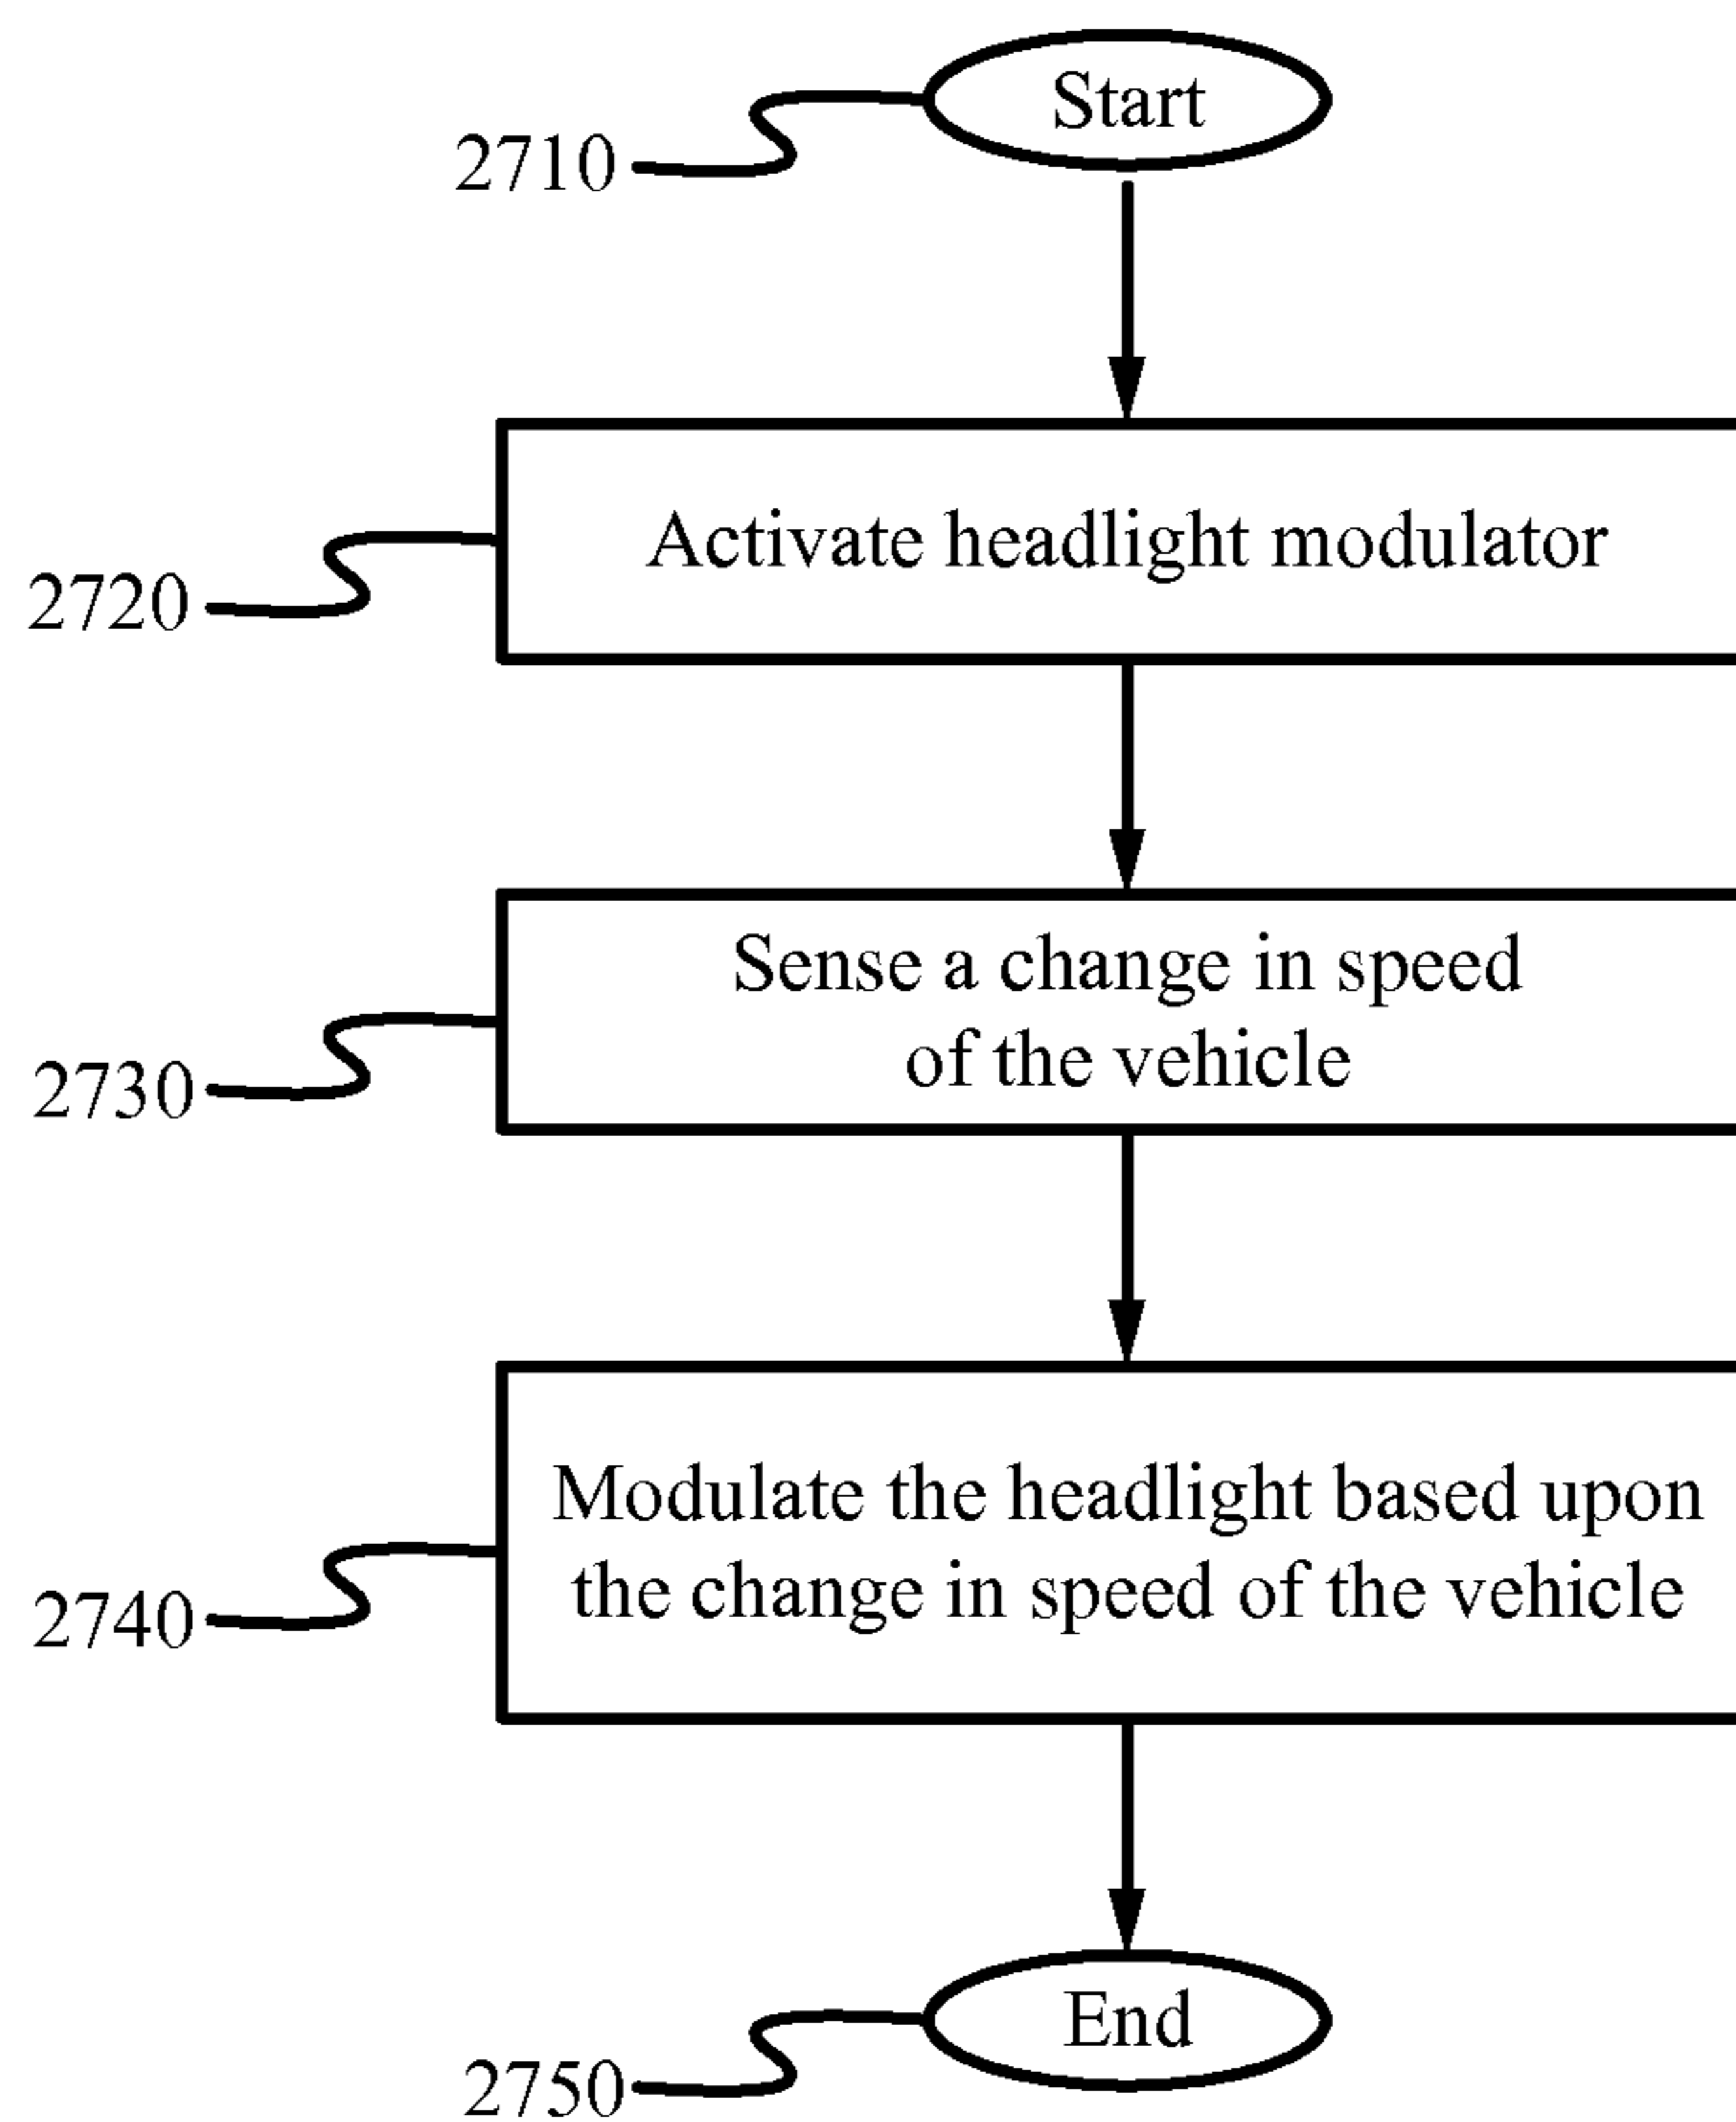 Start
2710
Activate headlight modulator
2720
Sense a change in speed
of the vehicle
2730
Modulate the headlight based upon
the change in speed of the vehicle
2740
End
2750